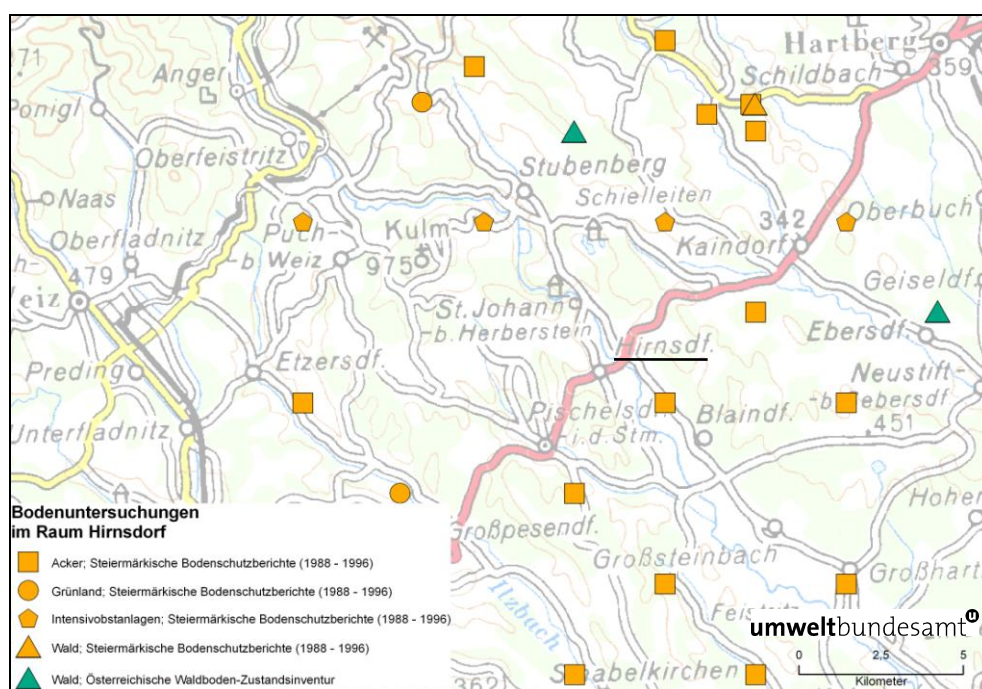 Hartberg
359
Schildbach
71
Anger
Ponigl
Oberfeistritz
Stubenberg
Schielleiten
Naas
Oberfladnitz
Puch-
b. Weiz
Kulm
975
342
Oberbuch
Kaindorf
479
Geiseldf.
St. Johann
b. Herberstein
Ebersdf.
Hirnsdf.
Etzersdf.
Preding
Neustift-
b. Ebersdf
Pischelsdf.
i.d. Stm.
Blaindf.
451
Unterfladnitz
Großpesendf.
Großsteinbach
Großhart
Ilzbach
362
Bodenuntersuchungen
im Raum Hirnsdorf
Acker; Steiermärkische Bodenschutzberichte (1988 - 1996)
Grünland; Steiermärkische Bodenschutzberichte (1988 - 1996)
Intensivobstanlagen; Steiermärkische Bodenschutzberichte (1988 - 1996)
Wald; Steiermärkische Bodenschutzberichte (1988 - 1996)
Wald; Österreichische Waldboden-Zustandsinventur
umweltbundesamt
u
0 2,5 5
Kilometer